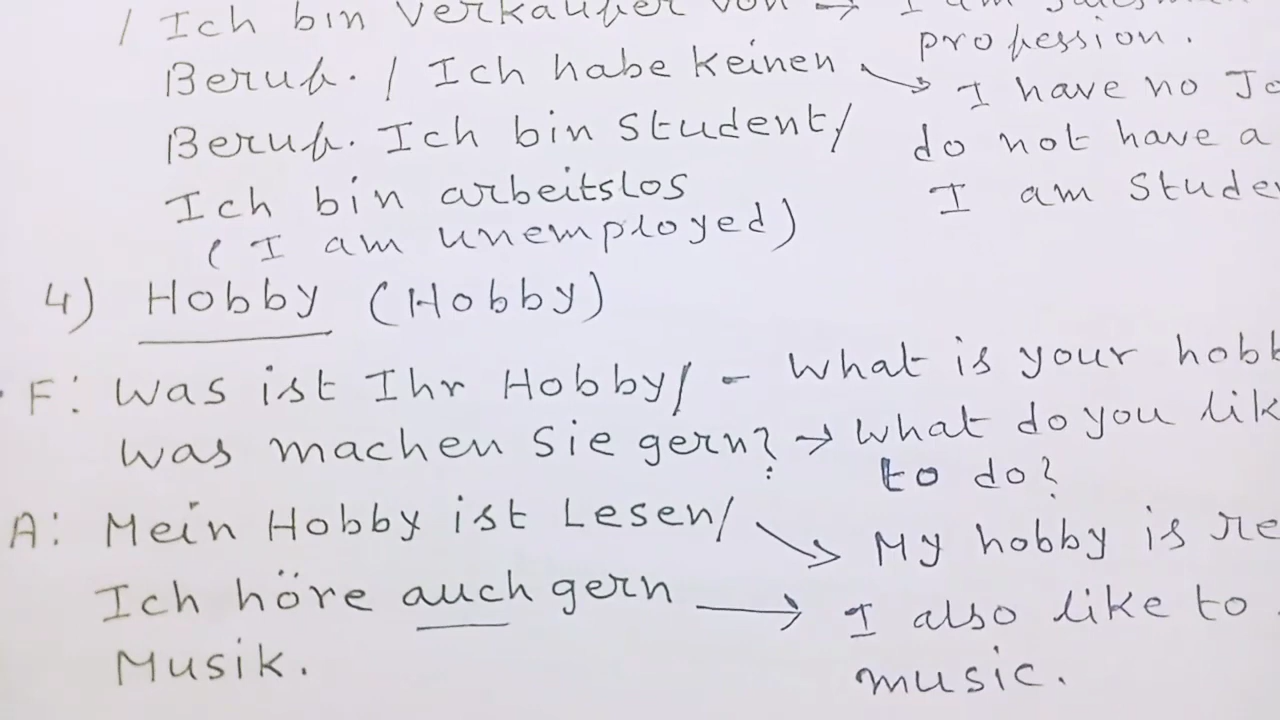 / Ich bin Verkäufer von → I am
profession.
Beruf. / Ich habe keinen → I have no
Beruf. Ich bin Student/ do not have a
Ich bin arbeitslos I am
( I am unemployed)
4) Hobby (Hobby)
F: Was ist Ihr Hobby/ - What is your
Was machen Sie gern? → What do you
to do?
A: Mein Hobby ist Lesen/ → My hobby is
Ich höre auch gern → I also like to
Musik. music.